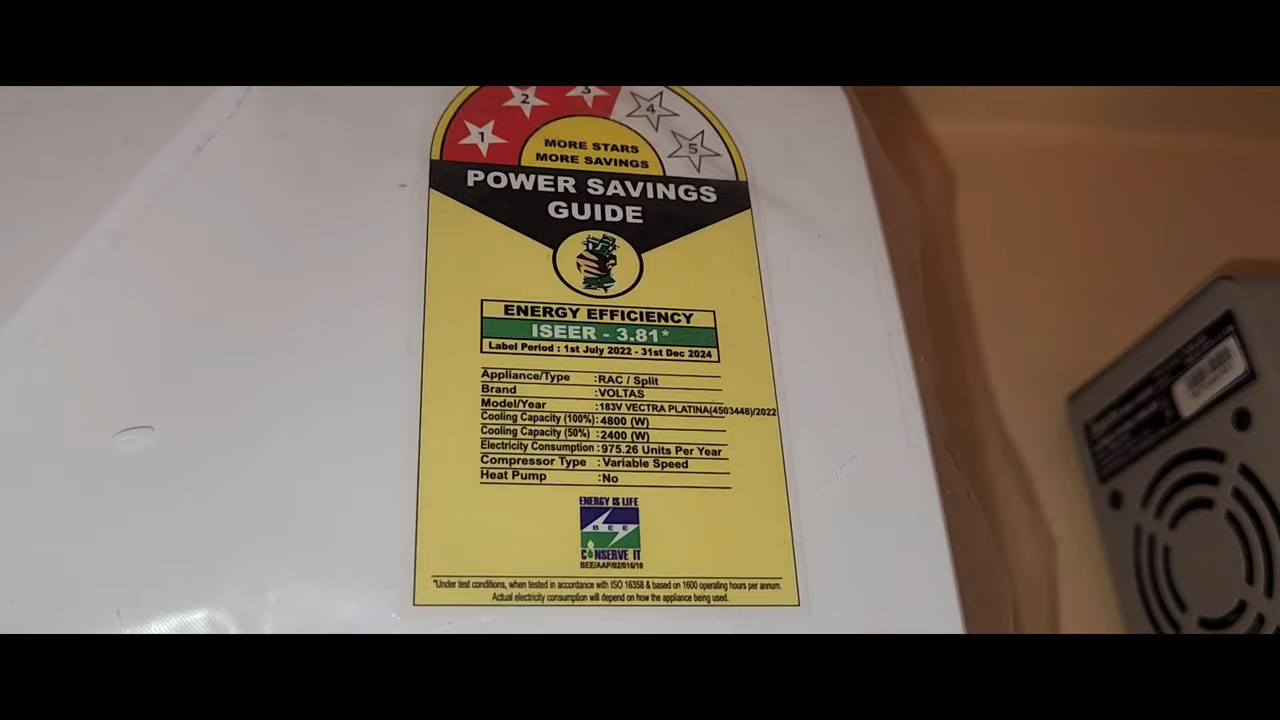 1 2 3 4 5
MORE STARS
MORE SAVINGS
POWER SAVINGS
GUIDE
ENERGY EFFICIENCY
ISEER - 3.81*
Label Period : 1st July 2022 - 31st Dec 2024
Appliance/Type :RAC / Split
Brand :VOLTAS
Model/Year :183V VECTRA PLATINA(4503448)/2022
Cooling Capacity (100%): 4800 (W)
Cooling Capacity (50%) :2400 (W)
Electricity Consumption :975.26 Units Per Year
Compressor Type : Variable Speed
Heat Pump :No
ENERGY IS LIFE
BEE
CONSERVE IT
BEE/AAP/02/016/10
*Under test conditions, when tested in accordance with ISO 16358 & based on 1600 operating hours per annum.
Actual electricity consumption will depend on how the appliance being used.